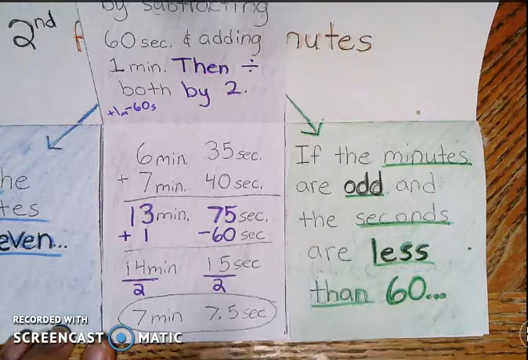 by subtracting
2nd
60 sec. & adding
nutes
1 min. Then ÷
both by 2.
+1m -60s
he
tes
even...
6 min. 35 sec.
+ 7 min. 40 sec.
13 min. 75 sec.
+ 1 -60 sec
14 min 15 sec
2 2
7 min 7.5 sec
If the minutes
are odd and
the seconds
are less
than 60...
RECORDED WITH
SCREENCAST MATIC